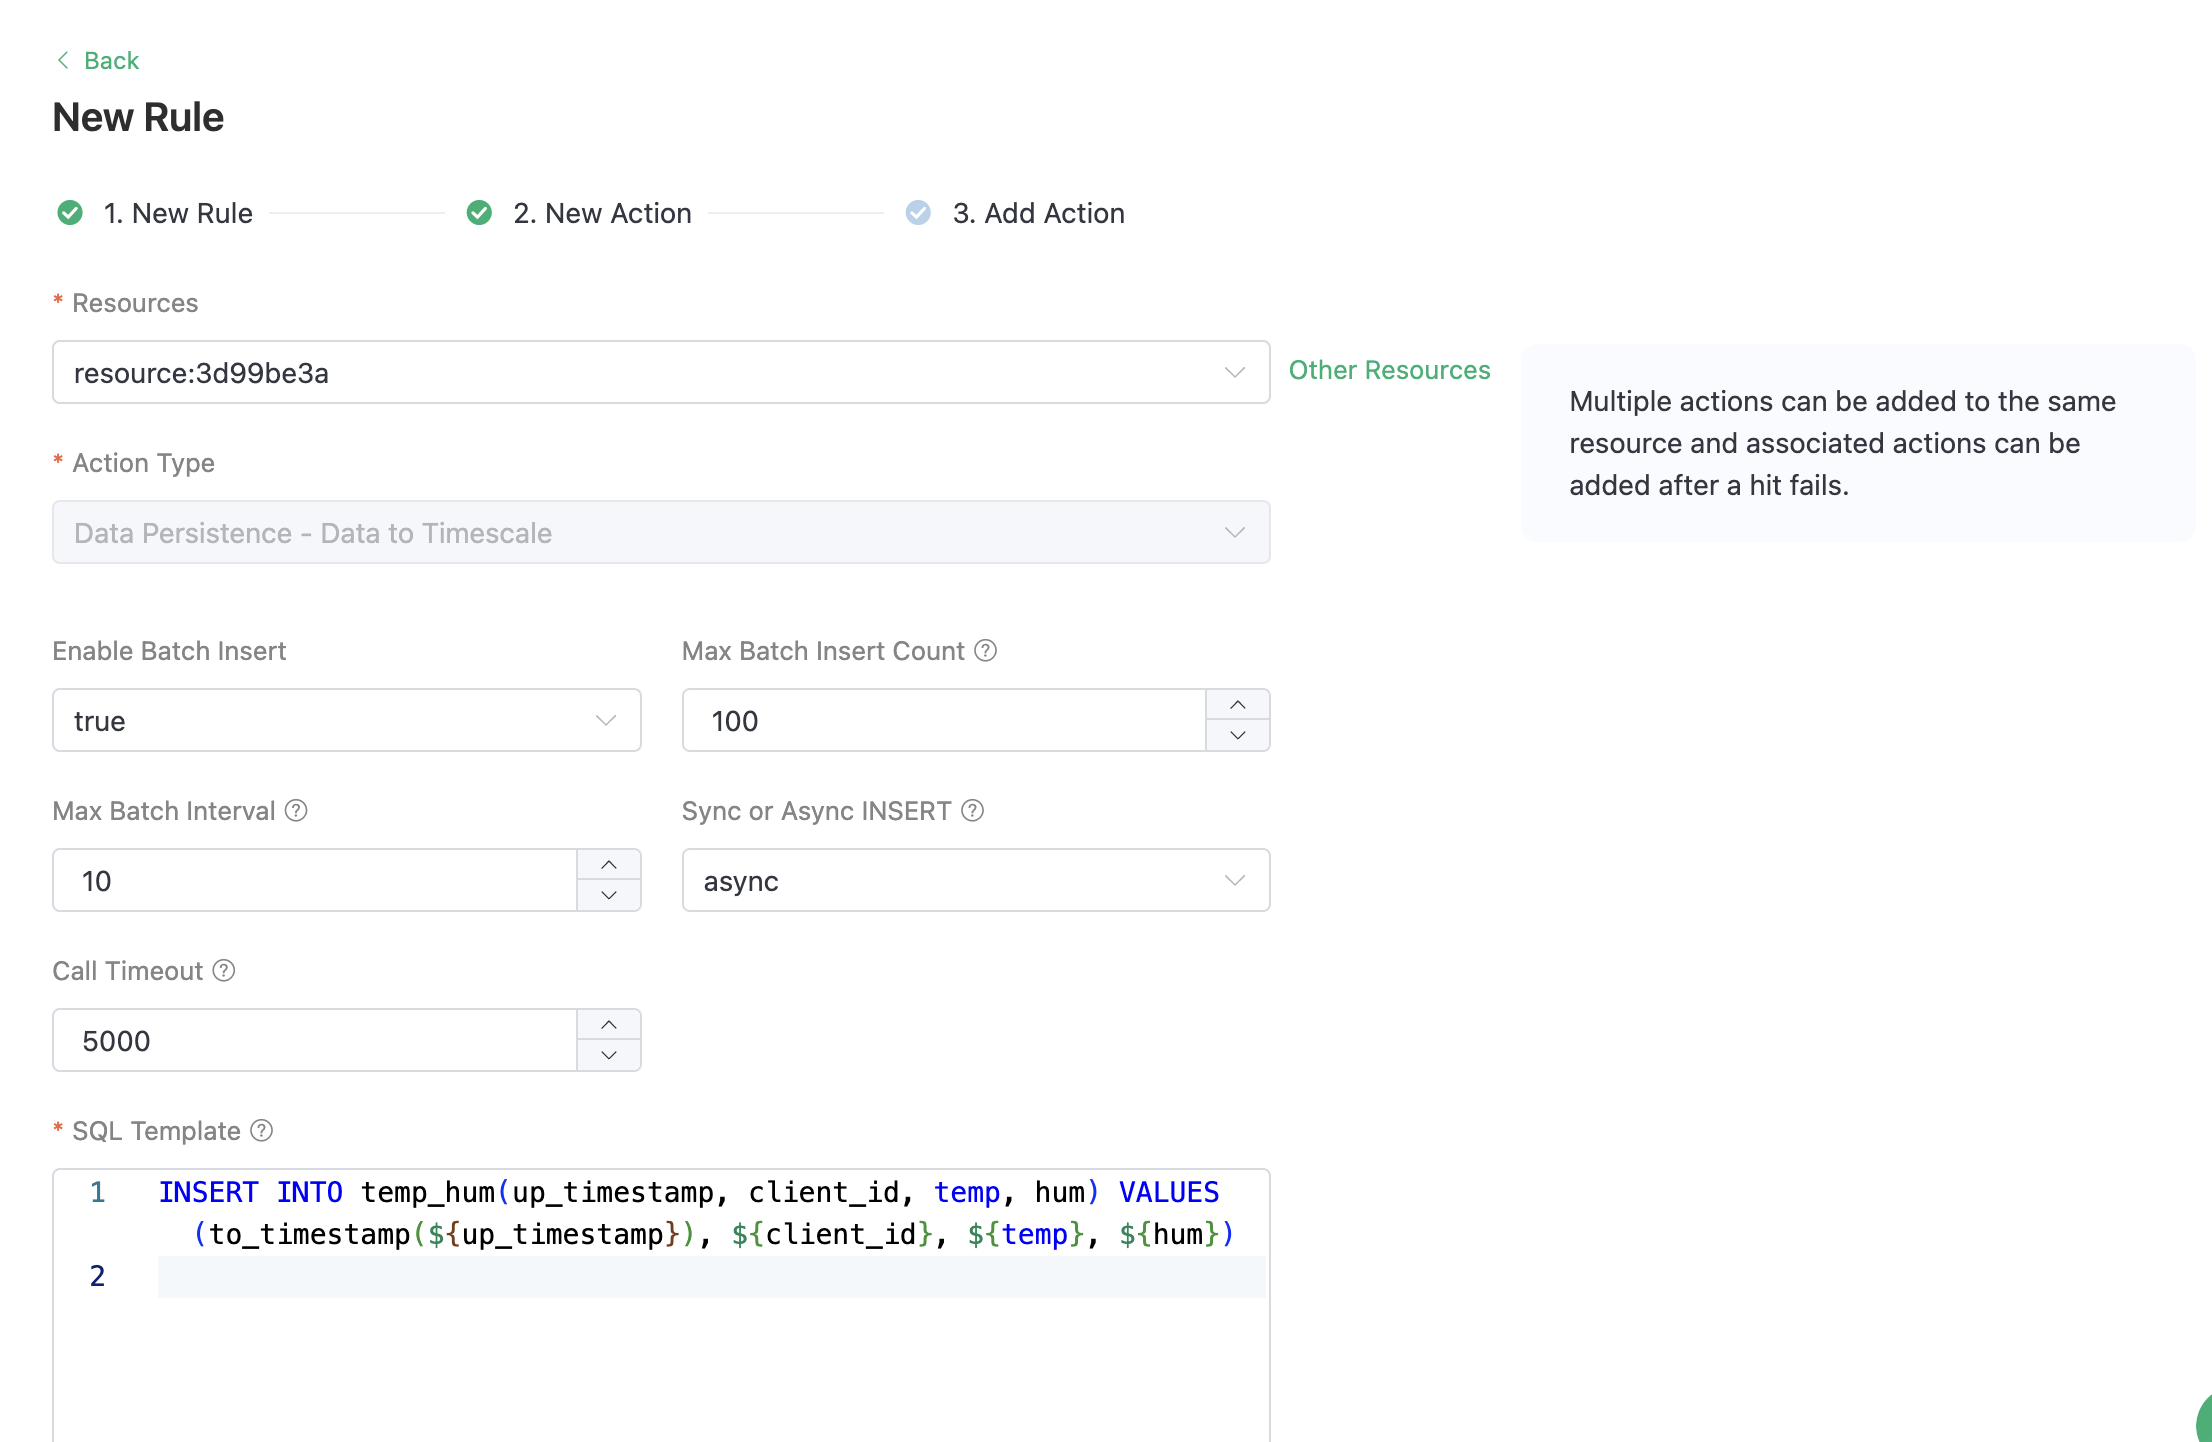 Back
New Rule
1. New Rule
2. New Action
3. Add Action
* Resources
resource:3d99be3a
Other Resources
Multiple actions can be added to the same
resource and associated actions can be
added after a hit fails.
* Action Type
Data Persistence - Data to Timescale
Enable Batch Insert
Max Batch Insert Count ?
true
100
Max Batch Interval ?
Sync or Async INSERT ?
10
async
Call Timeout ?
5000
* SQL Template ?
1 INSERT INTO temp_hum(up_timestamp, client_id, temp, hum) VALUES
(to_timestamp(${up_timestamp}), ${client_id}, ${temp}, ${hum})
2